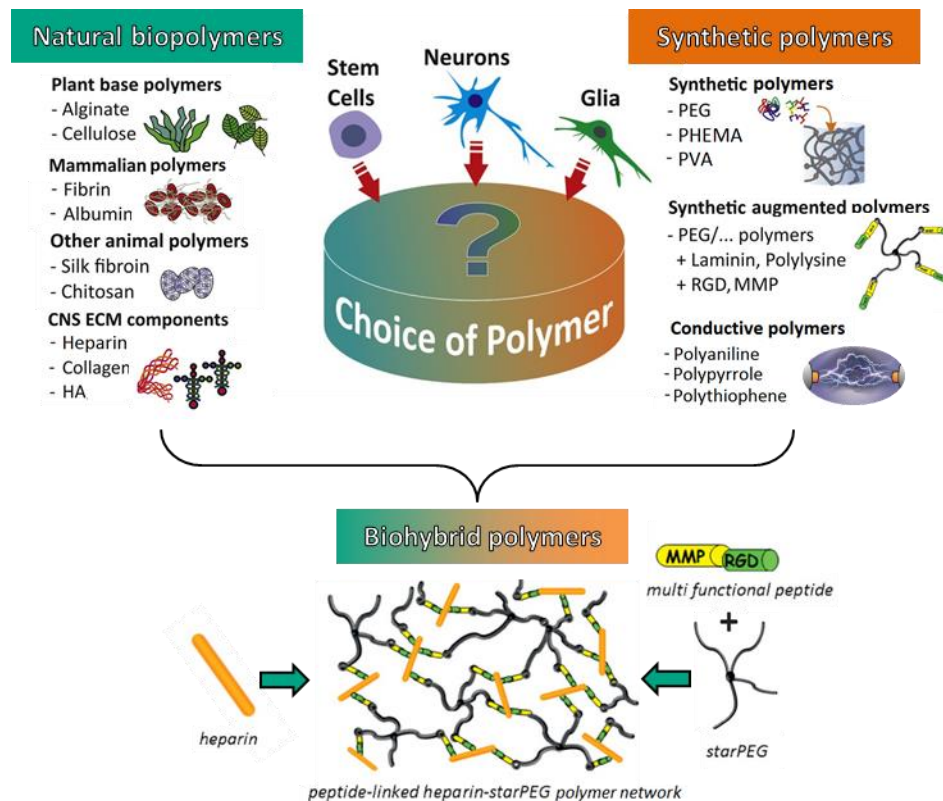 Natural biopolymers
Plant base polymers
- Alginate
- Cellulose
Mammalian polymers
- Fibrin
- Albumin
Other animal polymers
- Silk fibroin
- Chitosan
CNS ECM components
- Heparin
- Collagen
- HA
Stem
Cells
Neurons
Glia
?
Choice of Polymer
Synthetic polymers
Synthetic polymers
- PEG
- PHEMA
- PVA
Synthetic augmented polymers
- PEG/... polymers
+ Laminin, Polylysine
+ RGD, MMP
Conductive polymers
- Polyaniline
- Polypyrrole
- Polythiophene
Biohybrid polymers
MMP RGD
multi functional peptide
+
heparin
starPEG
peptide-linked heparin-starPEG polymer network